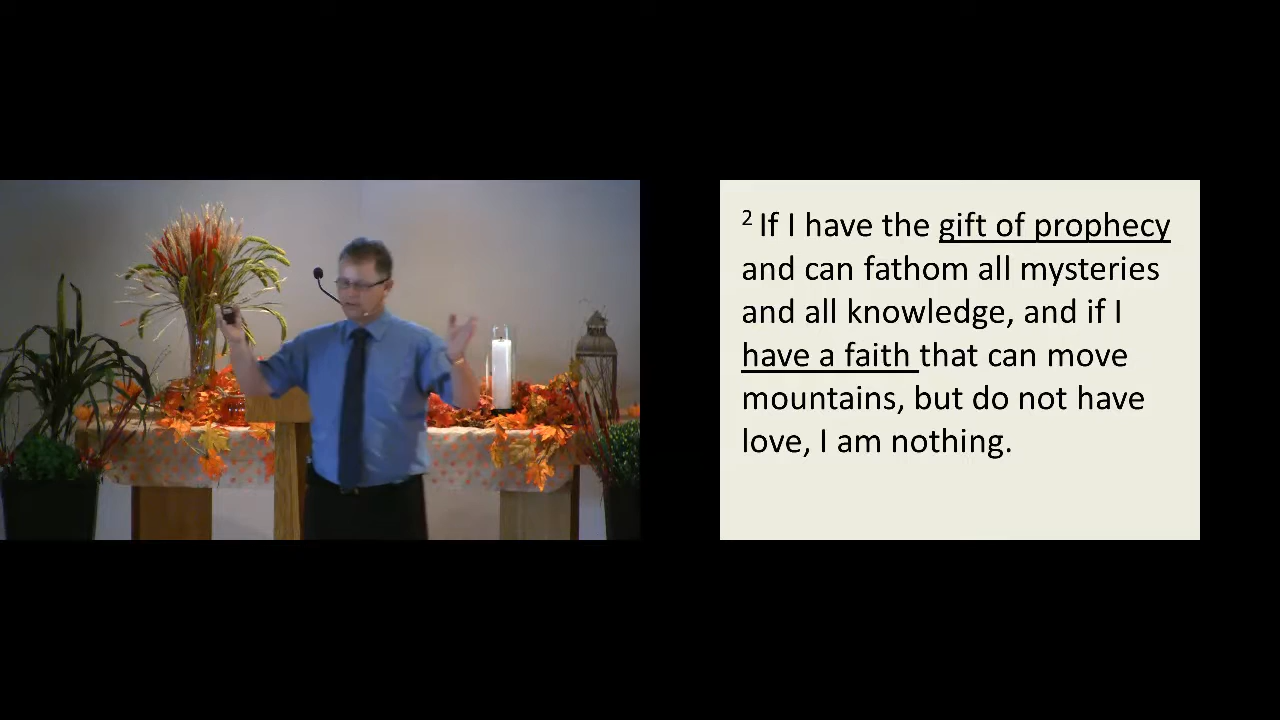 2 If I have the gift of prophecy
and can fathom all mysteries
and all knowledge, and if I
have a faith that can move
mountains, but do not have
love, I am nothing.